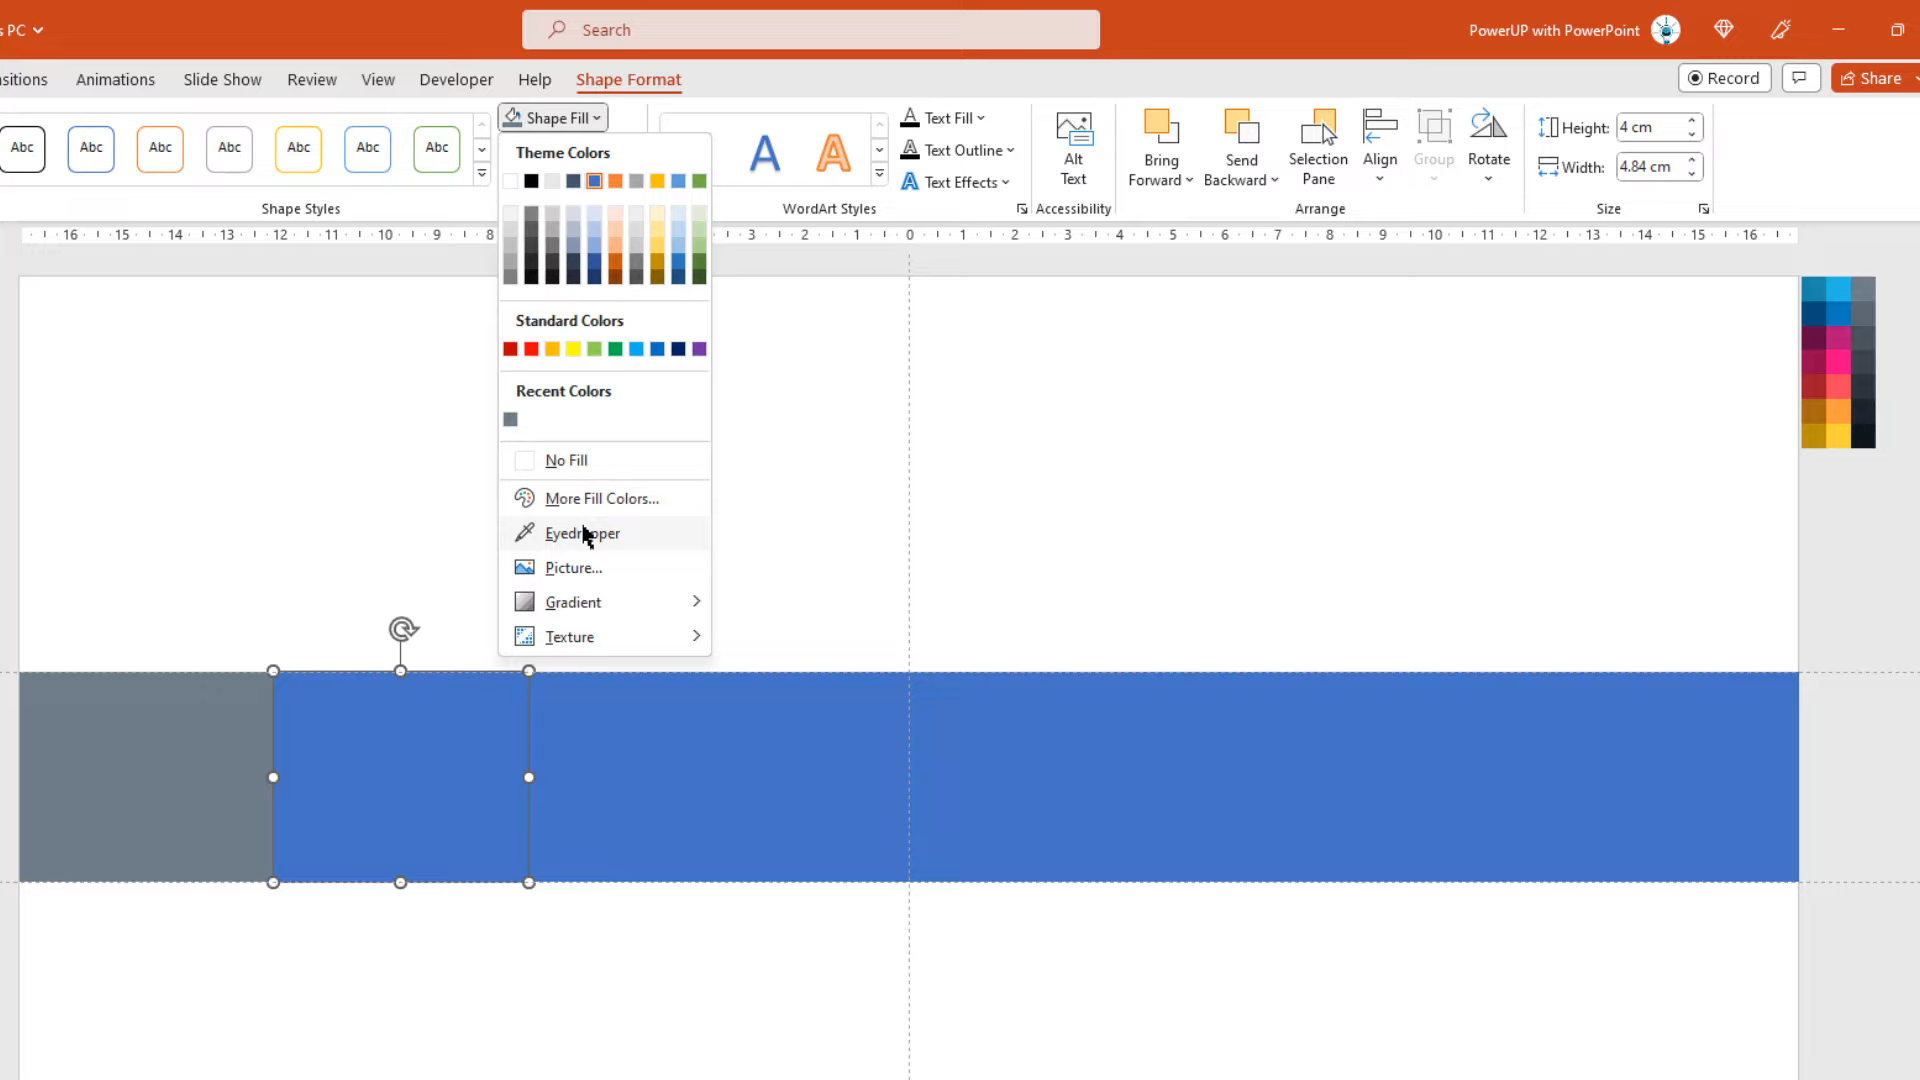 s PC
Search
PowerUP with PowerPoint
sitions Animations Slide Show Review View Developer Help Shape Format
Record Share
Abc Abc Abc Abc Abc Abc Abc
Shape Fill
Text Fill
Text Outline
Text Effects
Alt
Text
Bring
Forward
Send
Backward
Selection
Pane
Align
Group
Rotate
Height: 4 cm
Width: 4.84 cm
Shape Styles
WordArt Styles
Accessibility
Arrange
Size
16 15 14 13 12 11 10 9 8 3 2 1 0 1 2 3 4 5 6 7 8 9 10 11 12 13 14 15 16
Theme Colors
Standard Colors
Recent Colors
No Fill
More Fill Colors...
Eyedropper
Picture...
Gradient
Texture